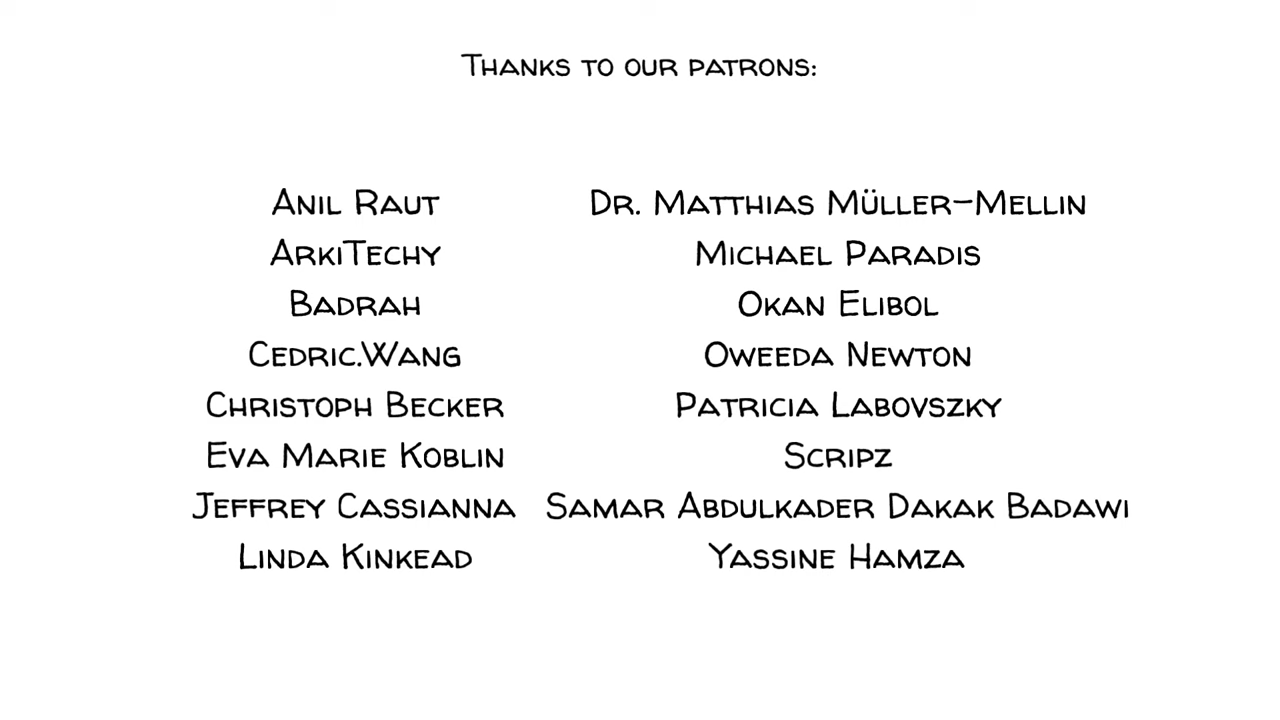 Thanks to our patrons:
Anil Raut
ArkiTechy
Badrah
Cedric.Wang
Christoph Becker
Eva Marie Koblin
Jeffrey Cassianna
Linda Kinkead
Dr. Matthias Müller-Mellin
Michael Paradis
Okan Elibol
Oweeda Newton
Patricia Labovszky
Scripz
Samar Abdulkader Dakak Badawi
Yassine Hamza